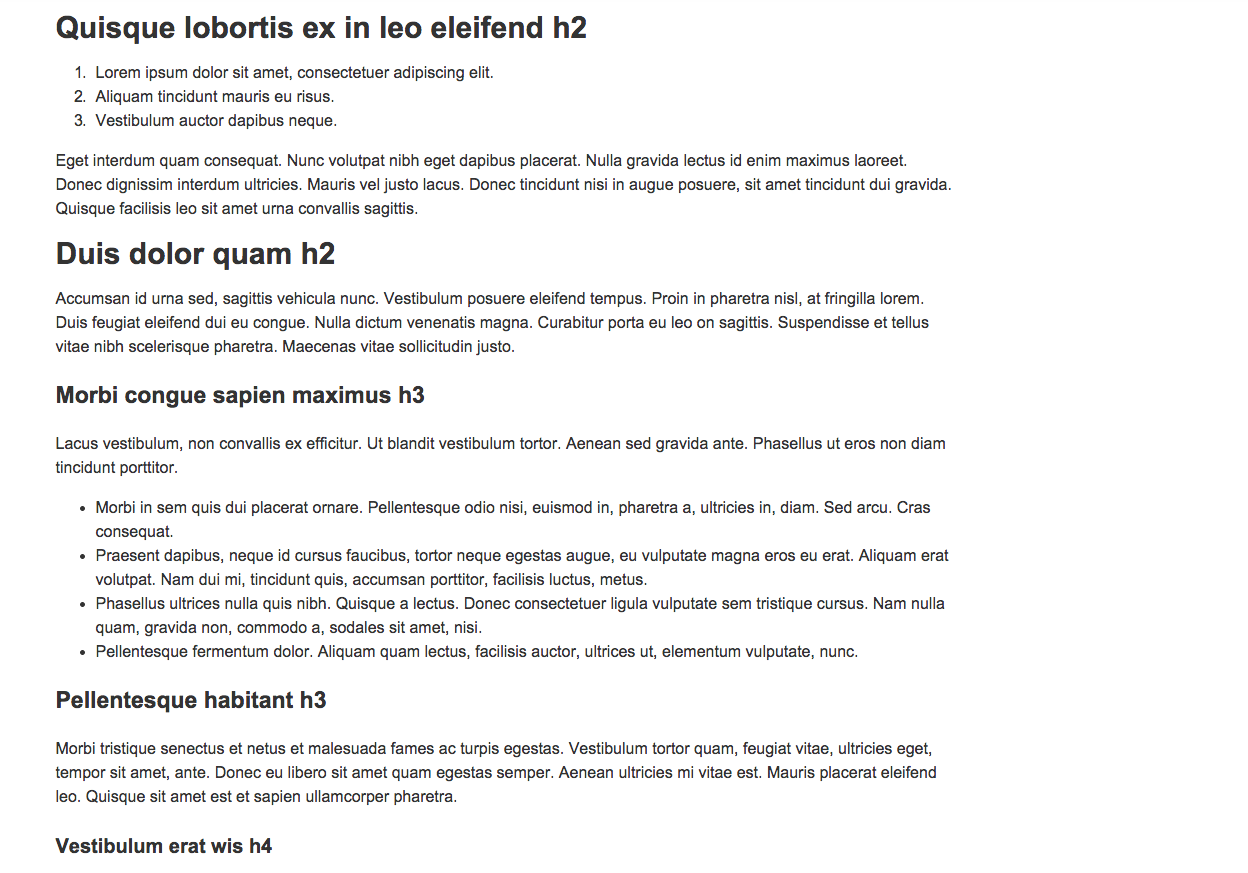 Quisque lobortis ex in leo eleifend h2
1. Lorem ipsum dolor sit amet, consectetuer adipiscing elit.
2. Aliquam tincidunt mauris eu risus.
3. Vestibulum auctor dapibus neque.
Eget interdum quam consequat. Nunc volutpat nibh eget dapibus placerat. Nulla gravida lectus id enim maximus laoreet.
Donec dignissim interdum ultricies. Mauris vel justo lacus. Donec tincidunt nisi in augue posuere, sit amet tincidunt dui gravida.
Quisque facilisis leo sit amet urna convallis sagittis.
Duis dolor quam h2
Accumsan id urna sed, sagittis vehicula nunc. Vestibulum posuere eleifend tempus. Proin in pharetra nisl, at fringilla lorem.
Duis feugiat eleifend dui eu congue. Nulla dictum venenatis magna. Curabitur porta eu leo on sagittis. Suspendisse et tellus
vitae nibh scelerisque pharetra. Maecenas vitae sollicitudin justo.
Morbi congue sapien maximus h3
Lacus vestibulum, non convallis ex efficitur. Ut blandit vestibulum tortor. Aenean sed gravida ante. Phasellus ut eros non diam
tincidunt porttitor.
• Morbi in sem quis dui placerat ornare. Pellentesque odio nisi, euismod in, pharetra a, ultricies in, diam. Sed arcu. Cras
consequat.
• Praesent dapibus, neque id cursus faucibus, tortor neque egestas augue, eu vulputate magna eros eu erat. Aliquam erat
volutpat. Nam dui mi, tincidunt quis, accumsan porttitor, facilisis luctus, metus.
• Phasellus ultrices nulla quis nibh. Quisque a lectus. Donec consectetuer ligula vulputate sem tristique cursus. Nam nulla
quam, gravida non, commodo a, sodales sit amet, nisi.
• Pellentesque fermentum dolor. Aliquam quam lectus, facilisis auctor, ultrices ut, elementum vulputate, nunc.
Pellentesque habitant h3
Morbi tristique senectus et netus et malesuada fames ac turpis egestas. Vestibulum tortor quam, feugiat vitae, ultricies eget,
tempor sit amet, ante. Donec eu libero sit amet quam egestas semper. Aenean ultricies mi vitae est. Mauris placerat eleifend
leo. Quisque sit amet est et sapien ullamcorper pharetra.
Vestibulum erat wis h4